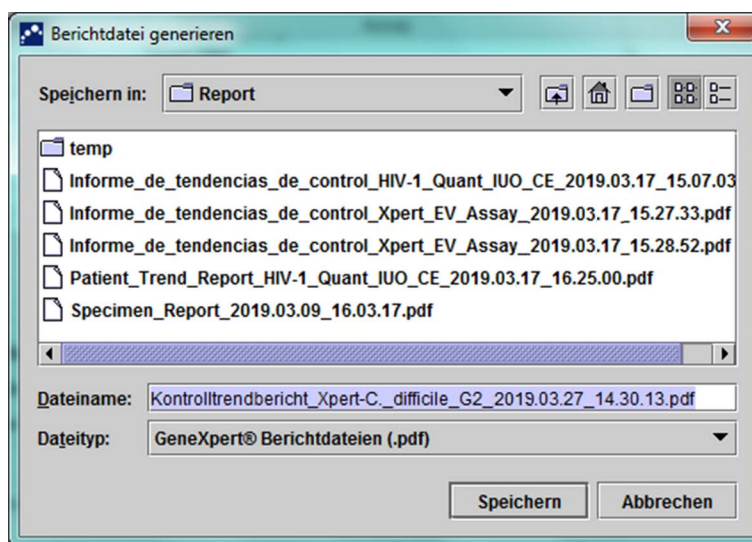 Berichtdatei generieren
Speichern in: Report
temp
Informe_de_tendencias_de_control_HIV-1_Quant_IUO_CE_2019.03.17_15.07.03
Informe_de_tendencias_de_control_Xpert_EV_Assay_2019.03.17_15.27.33.pdf
Informe_de_tendencias_de_control_Xpert_EV_Assay_2019.03.17_15.28.52.pdf
Patient_Trend_Report_HIV-1_Quant_IUO_CE_2019.03.17_16.25.00.pdf
Specimen_Report_2019.03.09_16.03.17.pdf
Dateiname: Kontrolltrendbericht_Xpert-C._difficile_G2_2019.03.27_14.30.13.pdf
Dateityp: GeneXpert® Berichtdateien (.pdf)
Speichern Abbrechen